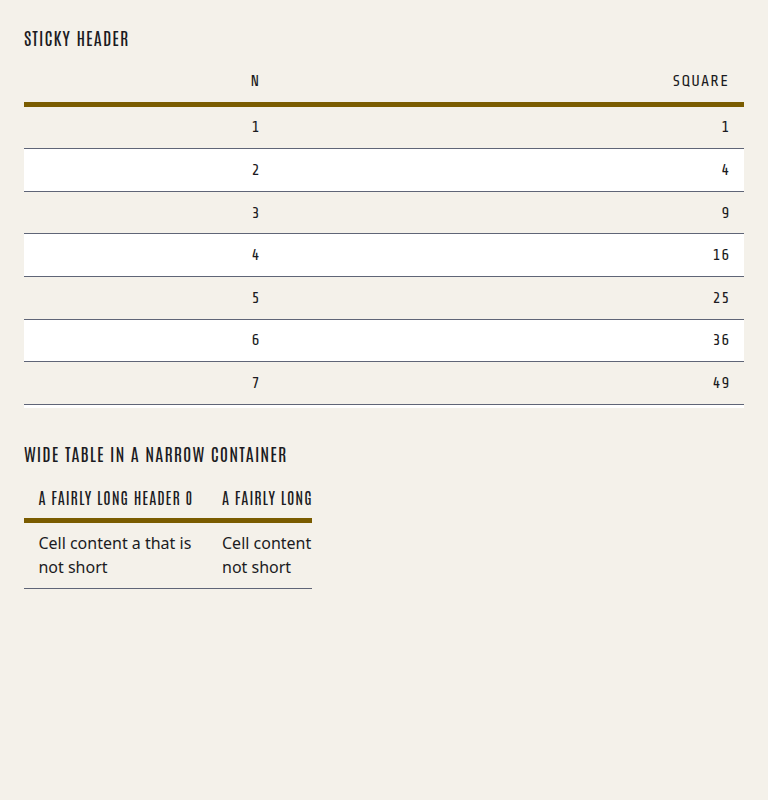 STICKY HEADER
N SQUARE
1 1
2 4
3 9
4 16
5 25
6 36
7 49
WIDE TABLE IN A NARROW CONTAINER
A FAIRLY LONG HEADER 0 A FAIRLY LONG
Cell content a that is Cell content
not short not short